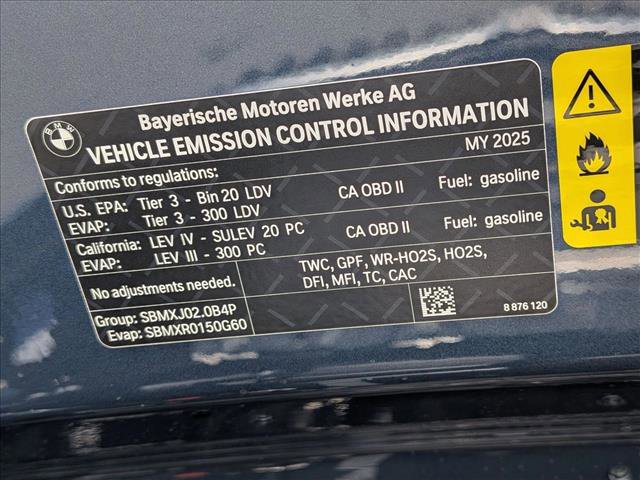 BMW
Bayerische Motoren Werke AG
VEHICLE EMISSION CONTROL INFORMATION
Conforms to regulations: MY 2025
U.S. EPA: Tier 3 - Bin 20 LDV CA OBD II Fuel: gasoline
EVAP: Tier 3 - 300 LDV
California: LEV IV - SULEV 20 PC CA OBD II Fuel: gasoline
EVAP: LEV III - 300 PC
No adjustments needed. TWC, GPF, WR-HO2S, HO2S,
DFI, MFI, TC, CAC
Group: SBMXJ02.0B4P
Evap: SBMXR0150G60
8 876 120